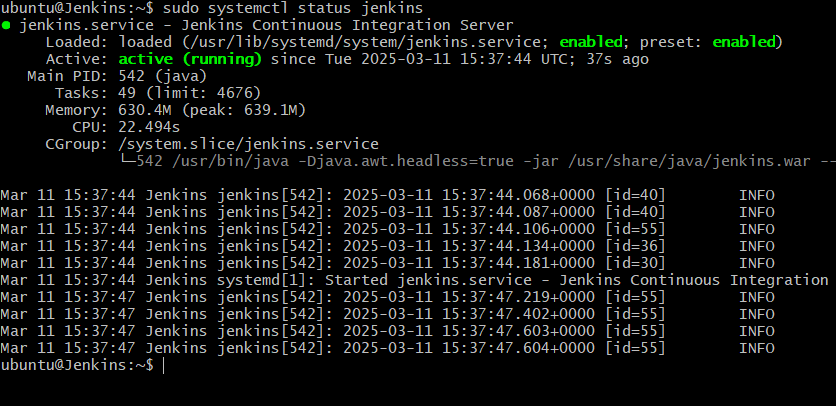 ubuntu@Jenkins:~$ sudo systemctl status jenkins
● jenkins.service - Jenkins Continuous Integration Server
     Loaded: loaded (/usr/lib/systemd/system/jenkins.service; enabled; preset: enabled)
     Active: active (running) since Tue 2025-03-11 15:37:44 UTC; 37s ago
   Main PID: 542 (java)
      Tasks: 49 (limit: 4676)
     Memory: 630.4M (peak: 639.1M)
        CPU: 22.494s
     CGroup: /system.slice/jenkins.service
             └─542 /usr/bin/java -Djava.awt.headless=true -jar /usr/share/java/jenkins.war --
Mar 11 15:37:44 Jenkins jenkins[542]: 2025-03-11 15:37:44.068+0000 [id=40]        INFO
Mar 11 15:37:44 Jenkins jenkins[542]: 2025-03-11 15:37:44.087+0000 [id=40]        INFO
Mar 11 15:37:44 Jenkins jenkins[542]: 2025-03-11 15:37:44.106+0000 [id=55]        INFO
Mar 11 15:37:44 Jenkins jenkins[542]: 2025-03-11 15:37:44.134+0000 [id=36]        INFO
Mar 11 15:37:44 Jenkins jenkins[542]: 2025-03-11 15:37:44.181+0000 [id=30]        INFO
Mar 11 15:37:44 Jenkins systemd[1]: Started jenkins.service - Jenkins Continuous Integration
Mar 11 15:37:47 Jenkins jenkins[542]: 2025-03-11 15:37:47.219+0000 [id=55]        INFO
Mar 11 15:37:47 Jenkins jenkins[542]: 2025-03-11 15:37:47.402+0000 [id=55]        INFO
Mar 11 15:37:47 Jenkins jenkins[542]: 2025-03-11 15:37:47.603+0000 [id=55]        INFO
Mar 11 15:37:47 Jenkins jenkins[542]: 2025-03-11 15:37:47.604+0000 [id=55]        INFO
ubuntu@Jenkins:~$